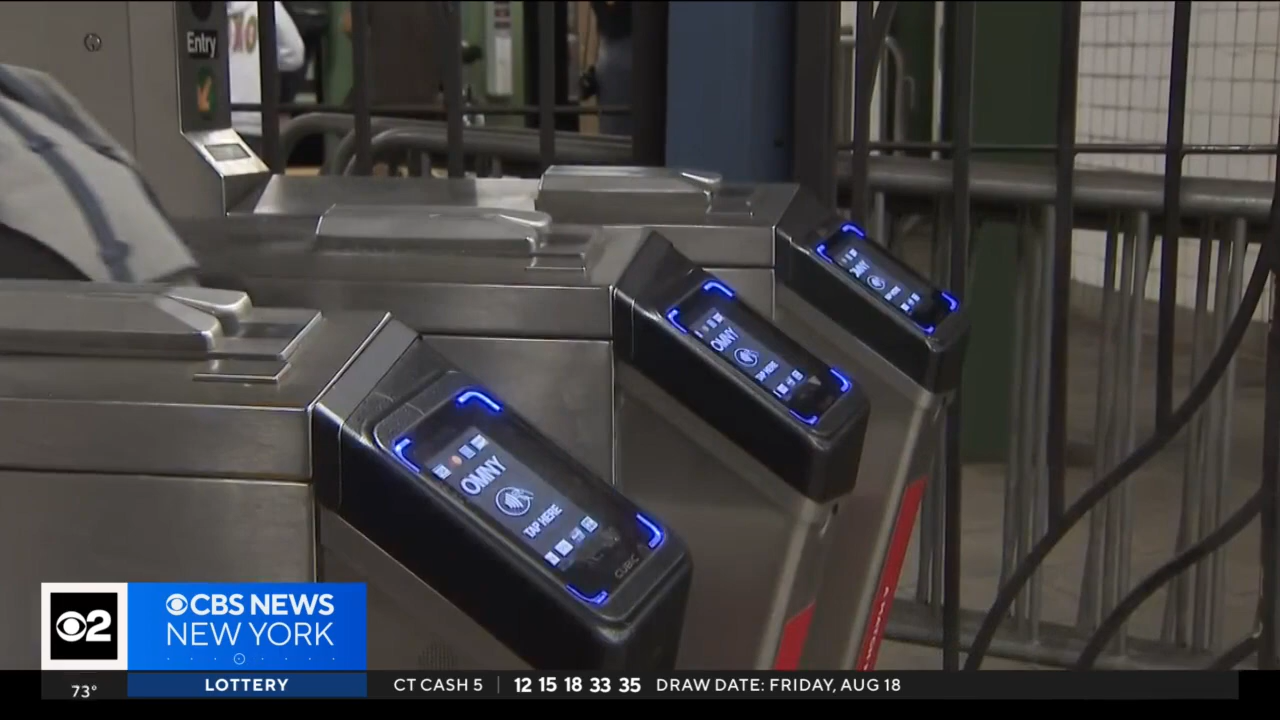 Entry
OMNY
OMNY
TAP HERE
OMNY
TAP HERE
CUBIC
2
CBS NEWS
NEW YORK
73°
LOTTERY
CT CASH 5 | 12 15 18 33 35 DRAW DATE: FRIDAY, AUG 18